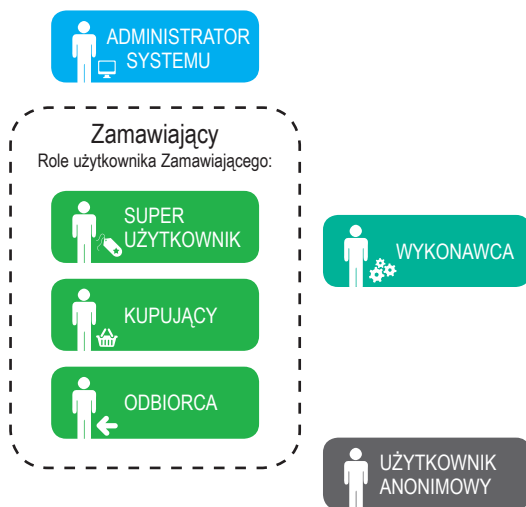 ADMINISTRATOR
SYSTEMU
Zamawiający
Role użytkownika Zamawiającego:
SUPER
UŻYTKOWNIK
KUPUJĄCY
ODBIORCA
WYKONAWCA
UŻYTKOWNIK
ANONIMOWY